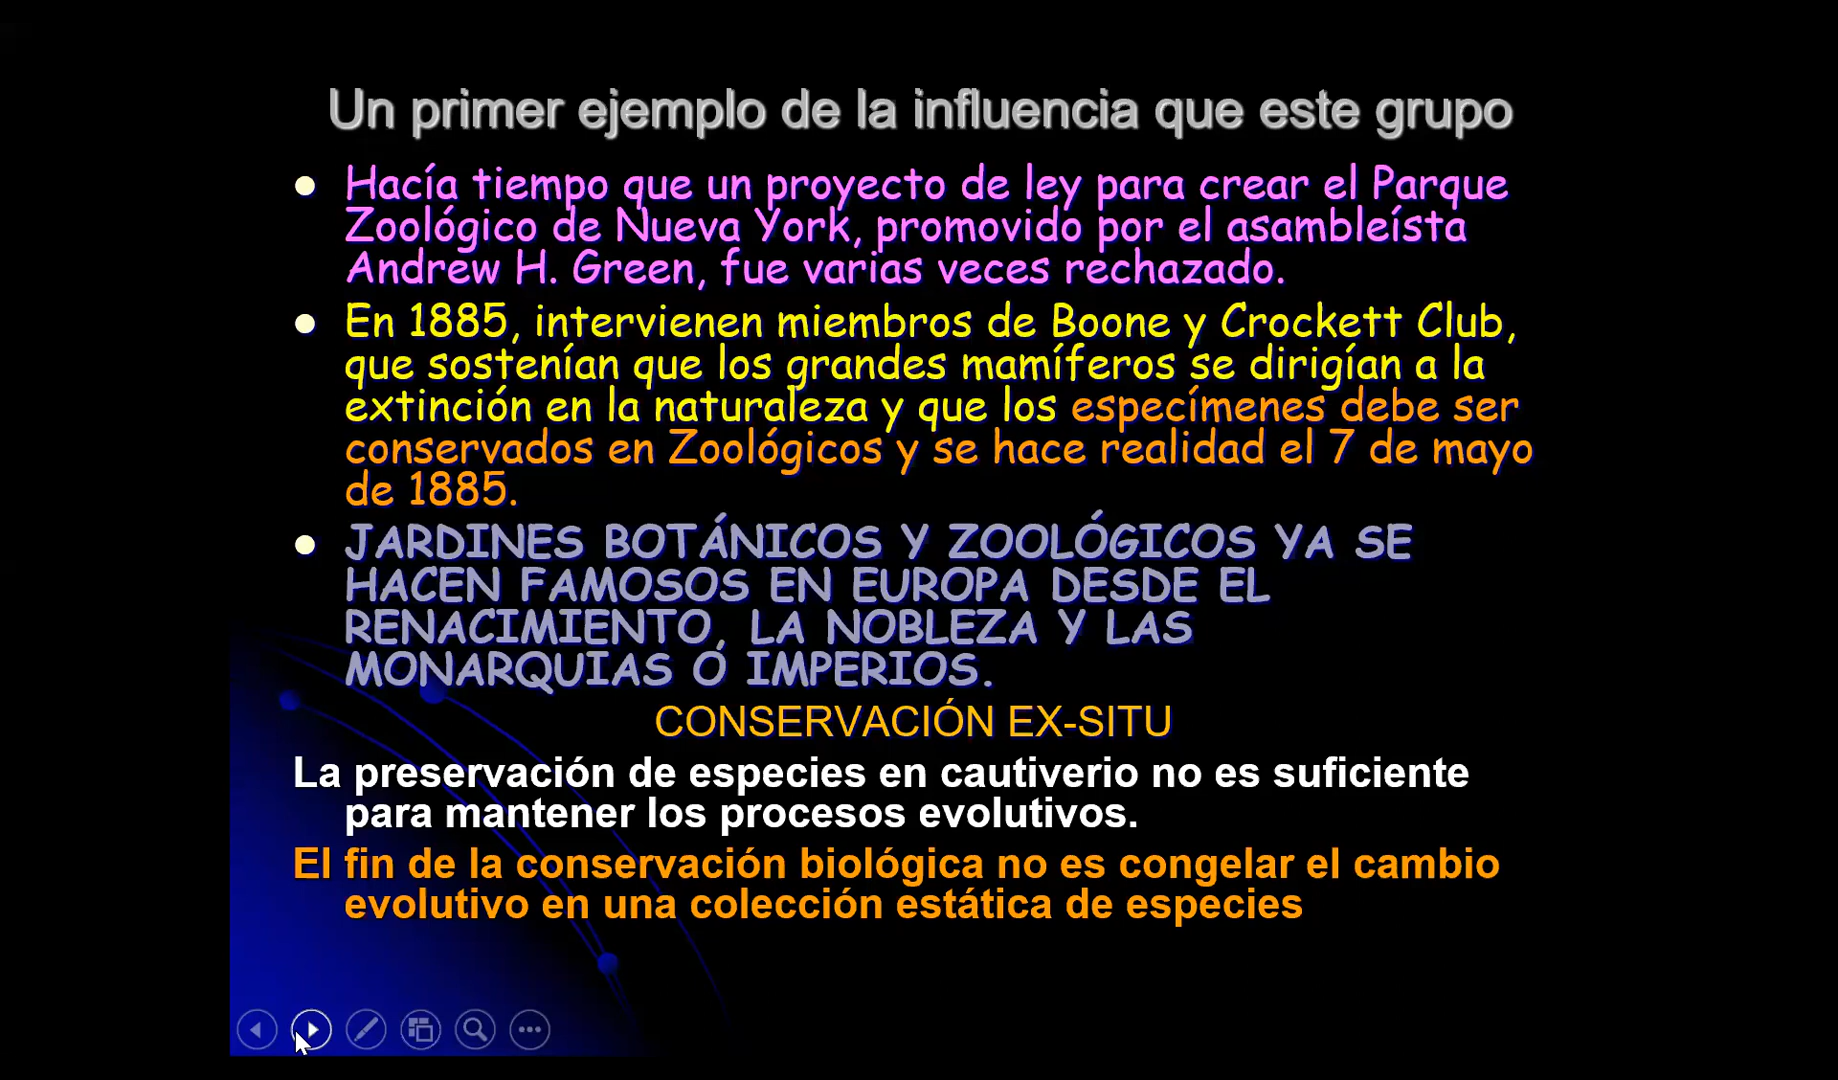 Un primer ejemplo de la influencia que este grupo
Hacía tiempo que un proyecto de ley para crear el Parque
Zoológico de Nueva York, promovido por el asambleísta
Andrew H. Green, fue varias veces rechazado.
En 1885, intervienen miembros de Boone y Crockett Club,
que sostenían que los grandes mamíferos se dirigían a la
extinción en la naturaleza y que los especímenes debe ser
conservados en Zoológicos y se hace realidad el 7 de mayo
de 1885.
JARDINES BOTÁNICOS Y ZOOLÓGICOS YA SE
HACEN FAMOSOS EN EUROPA DESDE EL
RENACIMIENTO, LA NOBLEZA Y LAS
MONARQUIAS O IMPERIOS.
CONSERVACIÓN EX-SITU
La preservación de especies en cautiverio no es suficiente
para mantener los procesos evolutivos.
El fin de la conservación biológica no es congelar el cambio
evolutivo en una colección estática de especies